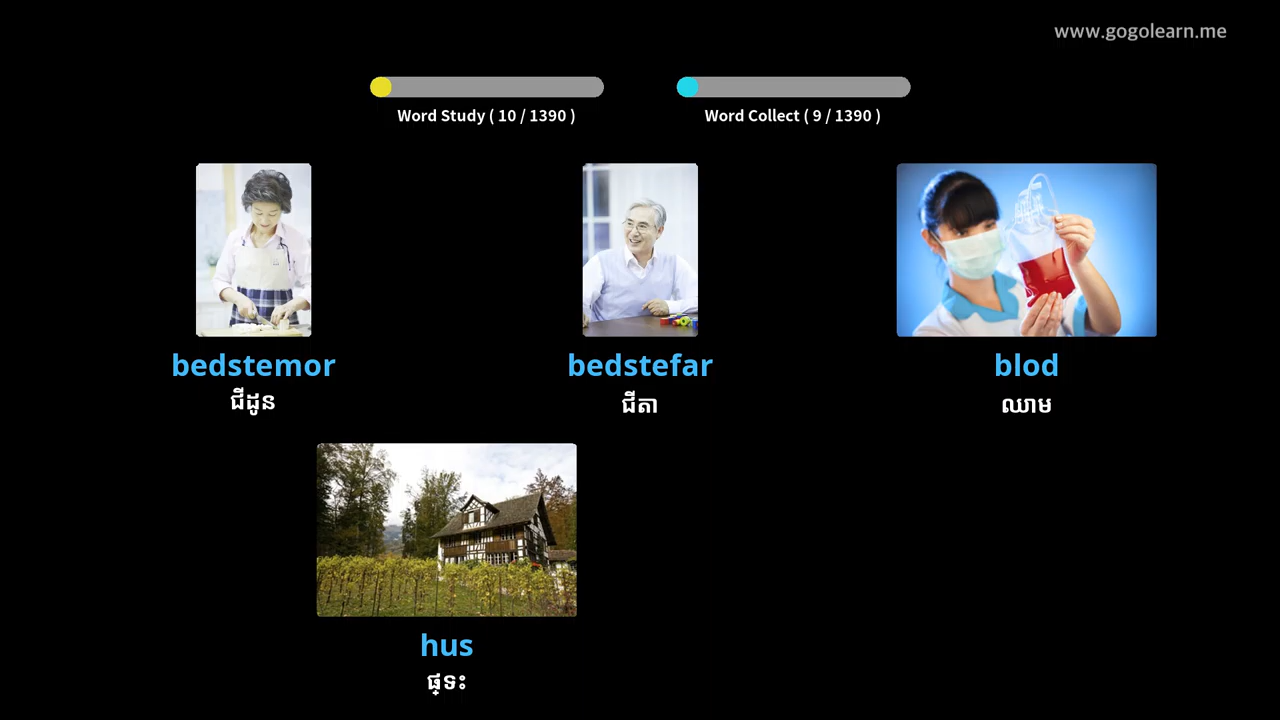 www.gogolearn.me
Word Study ( 10 / 1390 )
Word Collect ( 9 / 1390 )
bedstemor
ជីដូន
bedstefar
ជីតា
blod
ឈាម
hus
ផ្ទះ